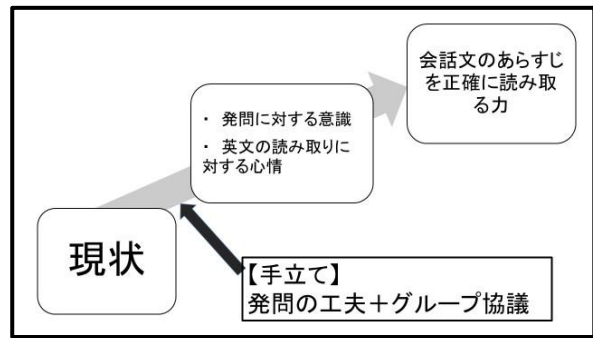 会話文のあらすじ
を正確に読み取
る力
・ 発問に対する意識
・ 英文の読み取りに
対する心情
現状
【手立て】
発問の工夫＋グループ協議